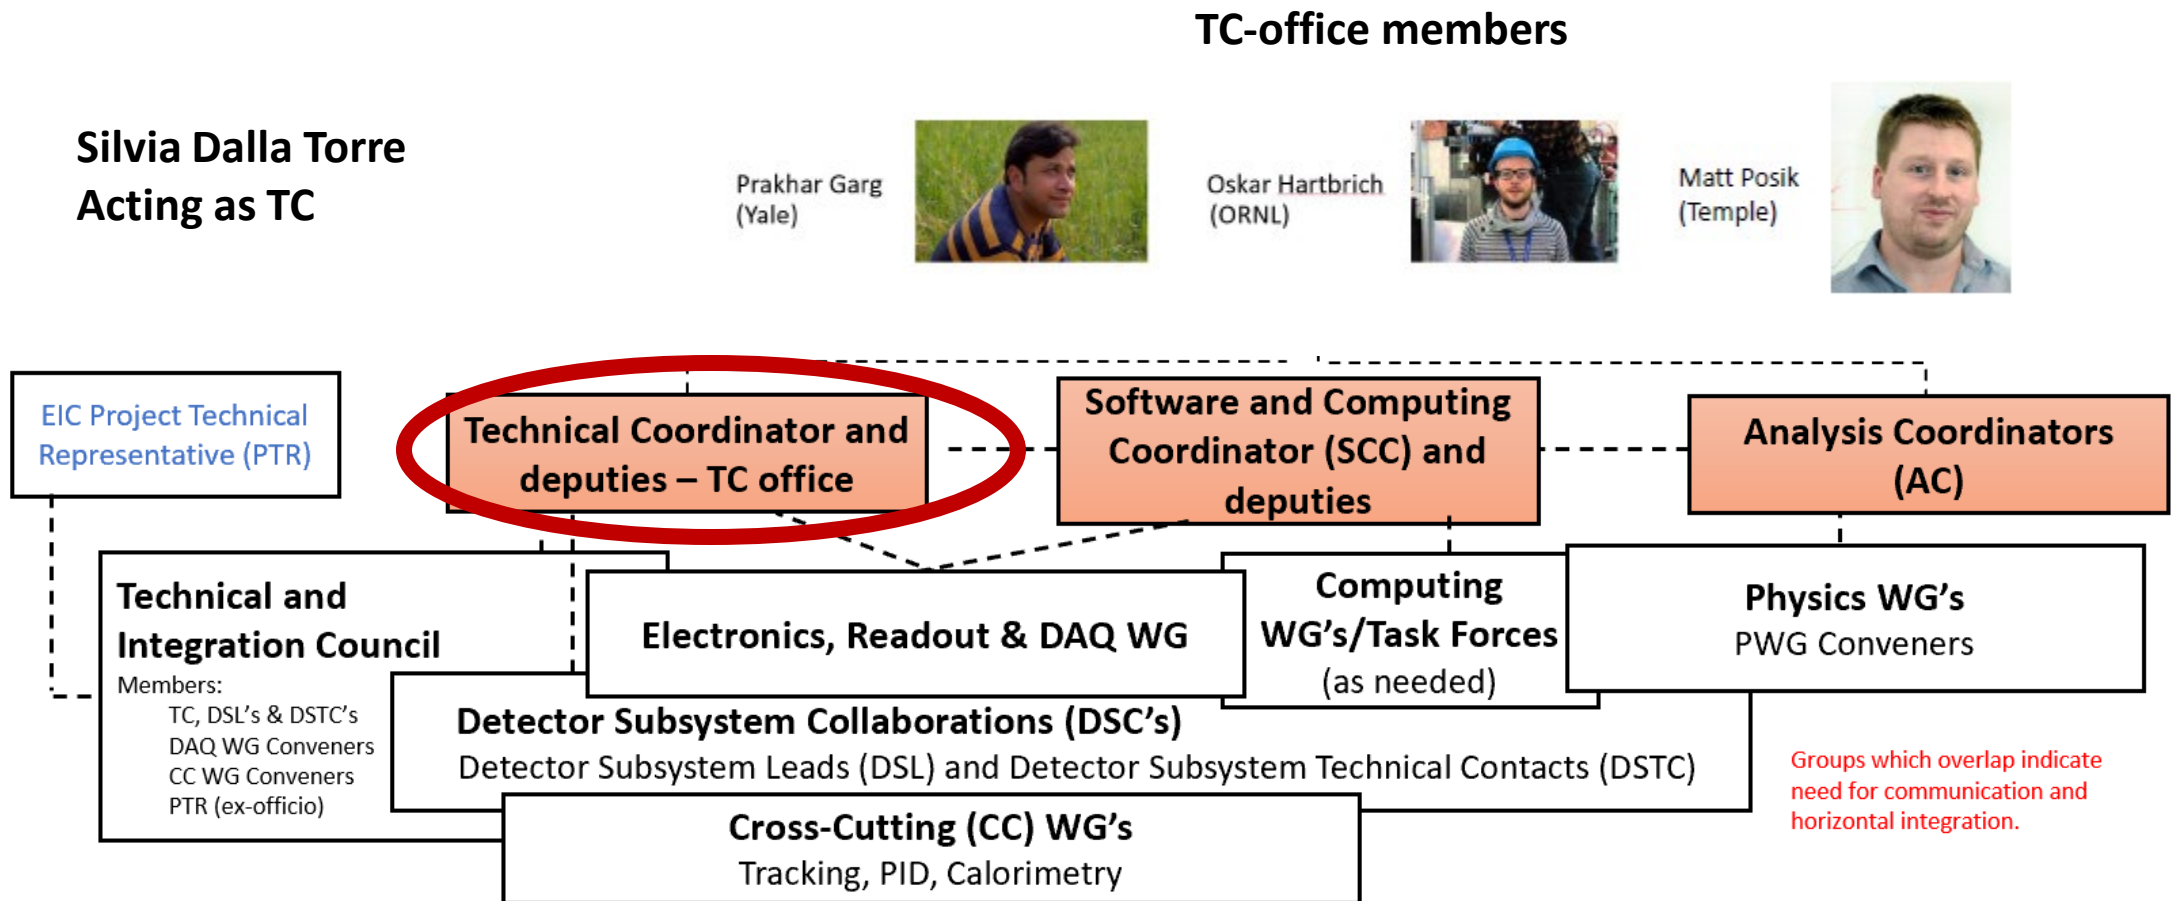 TC-office members
Silvia Dalla Torre
Acting as TC
Prakhar Garg
(Yale)
Oskar Hartbrich
(ORNL)
Matt Posik
(Temple)
EIC Project Technical
Representative (PTR)
Technical Coordinator and
deputies – TC office
Software and Computing
Coordinator (SCC) and
deputies
Analysis Coordinators
(AC)
Technical and
Integration Council
Members:
TC, DSL's & DSTC's
DAQ WG Conveners
CC WG Conveners
PTR (ex-officio)
Electronics, Readout & DAQ WG
Computing
WG's/Task Forces
(as needed)
Physics WG's
PWG Conveners
Detector Subsystem Collaborations (DSC's)
Detector Subsystem Leads (DSL) and Detector Subsystem Technical Contacts (DSTC)
Cross-Cutting (CC) WG's
Tracking, PID, Calorimetry
Groups which overlap indicate
need for communication and
horizontal integration.